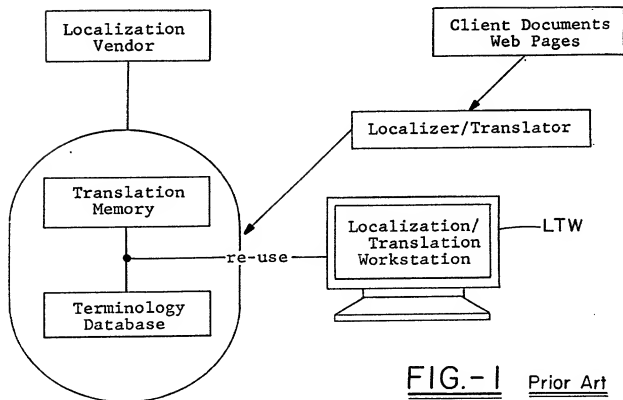 Localization
Vendor
Client Documents
Web Pages
Localizer/Translator
Translation
Memory
Localization/
Translation
Workstation
LTW
re-use
Terminology
Database
FIG.-1 Prior Art